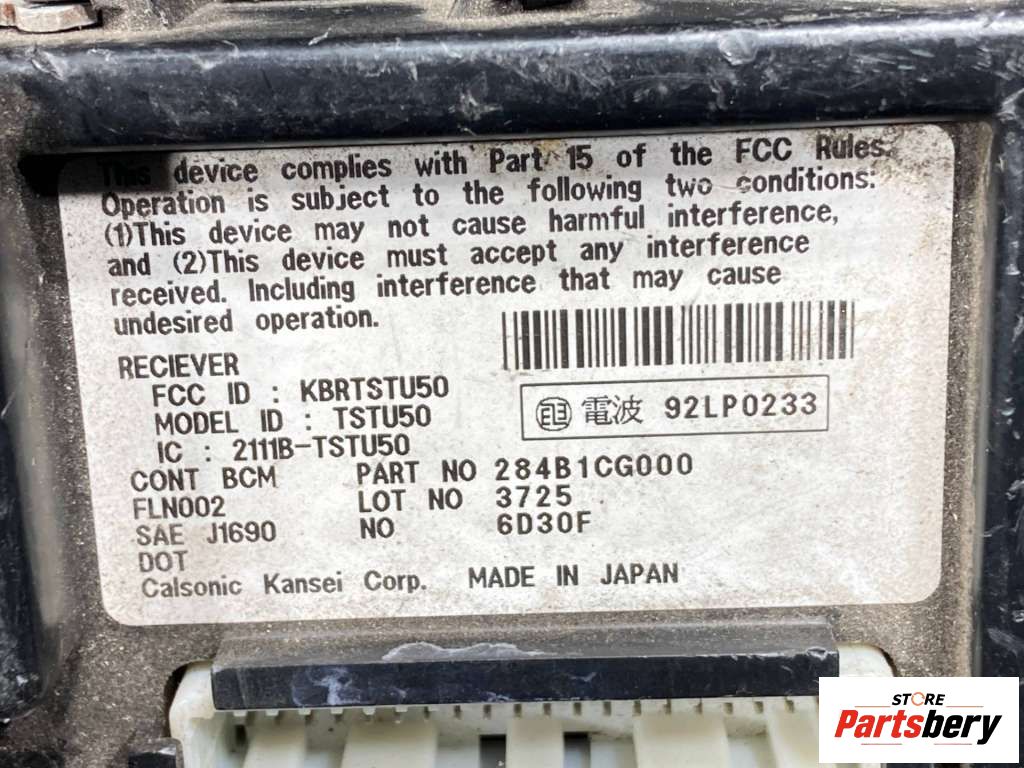 This device complies with Part 15 of the FCC Rules.
Operation is subject to the following two conditions:
(1)This device may not cause harmful interference,
and (2)This device must accept any interference
received. Including interference that may cause
undesired operation.
RECIEVER
FCC ID : KBRTSTU50
MODEL ID : TSTU50
IC : 2111B-TSTU50
電波 92LP0233
CONT BCM PART NO 284B1CG000
FLN002 LOT NO 3725
SAE J1690 NO 6D30F
DOT
Calsonic Kansei Corp. MADE IN JAPAN
STORE
Partsbery